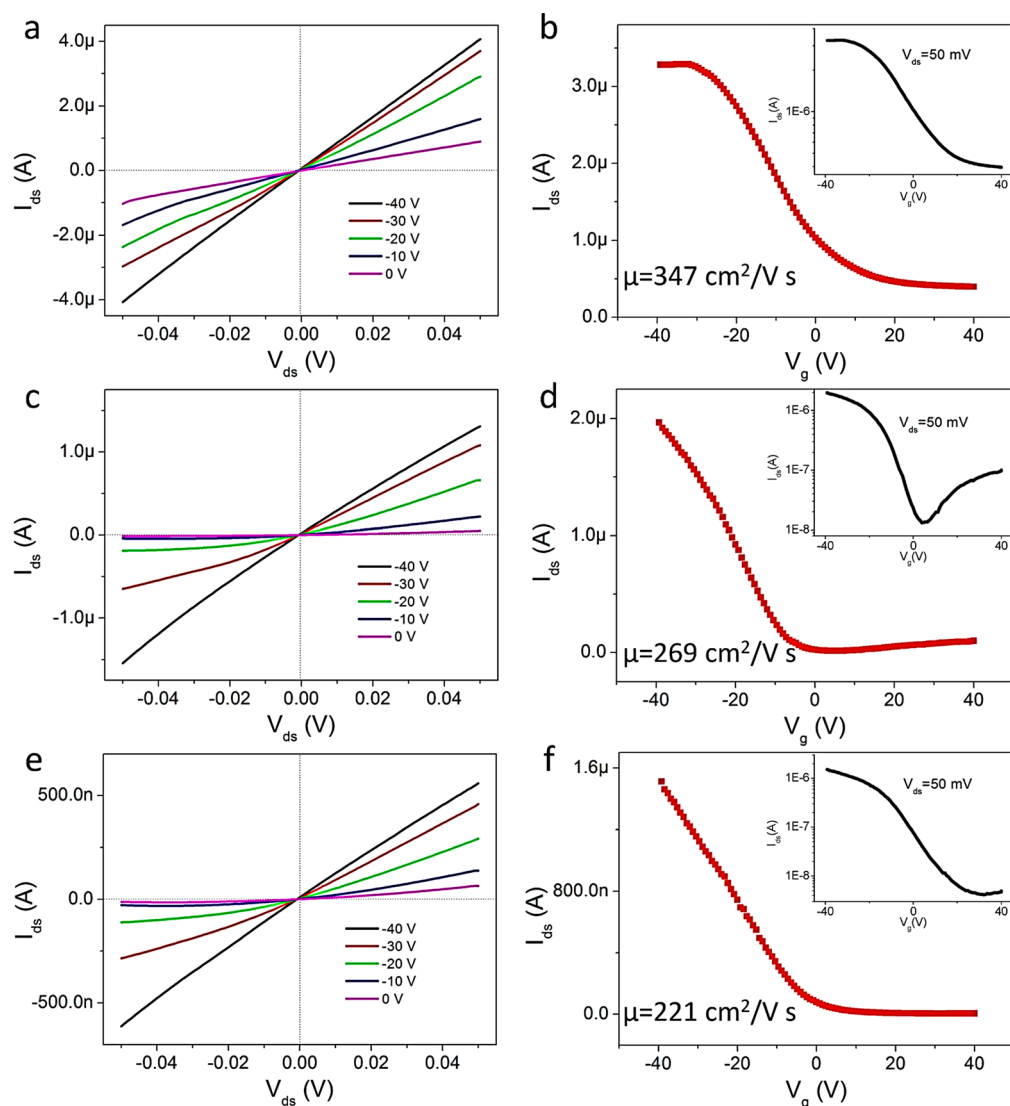 a
4.0μ
2.0μ
0.0
-2.0μ
-4.0μ
I_ds (A)
-40 V
-30 V
-20 V
-10 V
0 V
-0.04 -0.02 0.00 0.02 0.04
V_ds (V)
b
3.0μ
2.0μ
1.0μ
0.0
I_ds (A)
μ=347 cm²/V s
-40 -20 0 20 40
V_g (V)
V_ds=50 mV
1E-6
I_ds(A)
-40 0 40
V_g(V)
c
1.0μ
0.0
-1.0μ
I_ds (A)
-40 V
-30 V
-20 V
-10 V
0 V
-0.04 -0.02 0.00 0.02 0.04
V_ds (V)
d
2.0μ
1.0μ
0.0
I_ds (A)
μ=269 cm²/V s
-40 -20 0 20 40
V_g (V)
V_ds=50 mV
1E-6
1E-7
1E-8
I_ds(A)
-40 0 40
V_g(V)
e
500.0n
0.0
-500.0n
I_ds (A)
-40 V
-30 V
-20 V
-10 V
0 V
-0.04 -0.02 0.00 0.02 0.04
V_ds (V)
f
1.6μ
800.0n
0.0
I_ds (A)
μ=221 cm²/V s
-40 -20 0 20 40
V_g (V)
V_ds=50 mV
1E-6
1E-7
1E-8
I_ds(A)
-40 0 40
V_g(V)